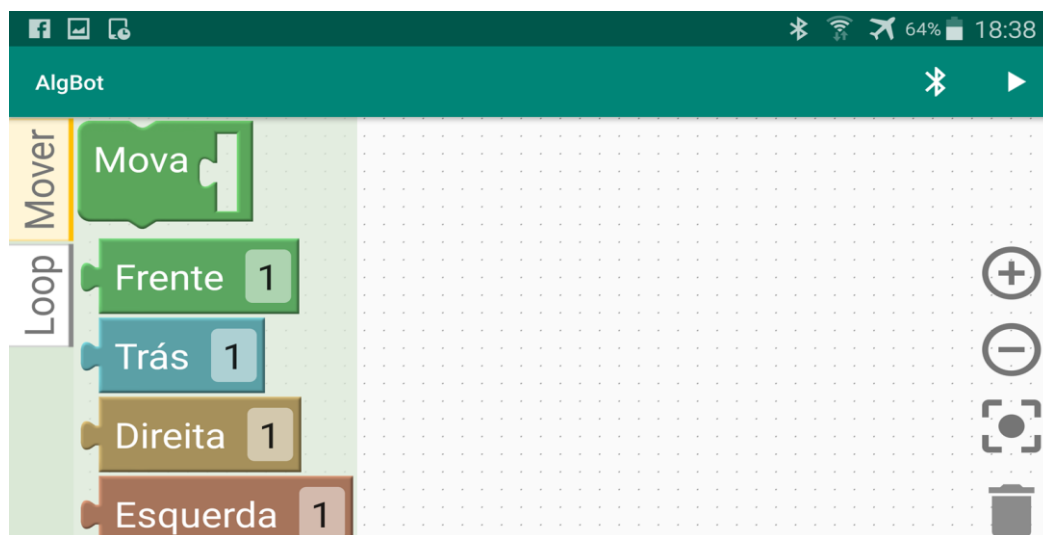 64% 18:38
AlgBot
Mover
Loop
Mova
Frente 1
Trás 1
Direita 1
Esquerda 1